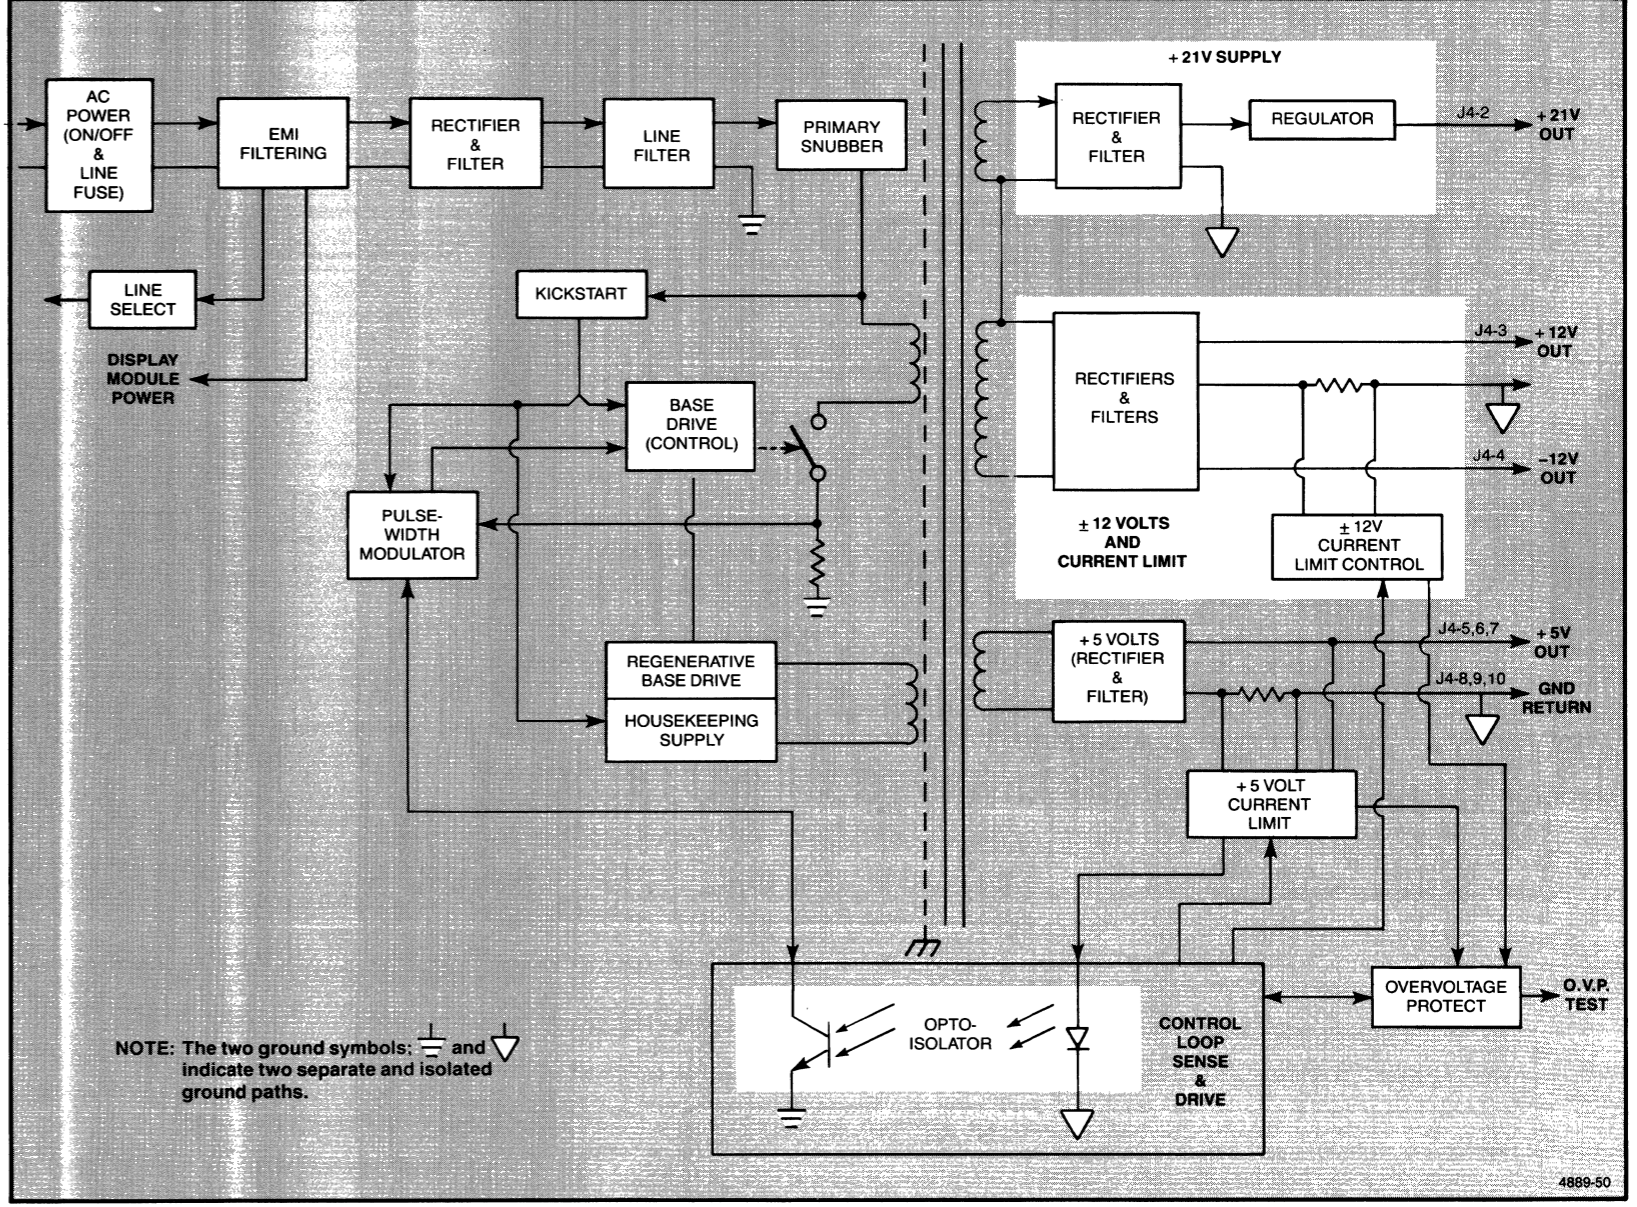 AC
POWER
(ON/OFF
&
LINE
FUSE)
EMI
FILTERING
RECTIFIER
&
FILTER
LINE
FILTER
PRIMARY
SNUBBER
+ 21V SUPPLY
RECTIFIER
&
FILTER
REGULATOR
J4-2
+ 21V
OUT
LINE
SELECT
DISPLAY
MODULE
POWER
KICKSTART
BASE
DRIVE
(CONTROL)
PULSE-
WIDTH
MODULATOR
REGENERATIVE
BASE DRIVE
HOUSEKEEPING
SUPPLY
RECTIFIERS
&
FILTERS
J4-3
+ 12V
OUT
J4-4
–12V
OUT
± 12 VOLTS
AND
CURRENT LIMIT
± 12V
CURRENT
LIMIT CONTROL
+ 5 VOLTS
(RECTIFIER
&
FILTER)
J4-5,6,7
+ 5V
OUT
J4-8,9,10
GND
RETURN
+ 5 VOLT
CURRENT
LIMIT
OVERVOLTAGE
PROTECT
O.V.P.
TEST
OPTO-
ISOLATOR
CONTROL
LOOP
SENSE
&
DRIVE
NOTE: The two ground symbols; and
indicate two separate and isolated
ground paths.
4889-50